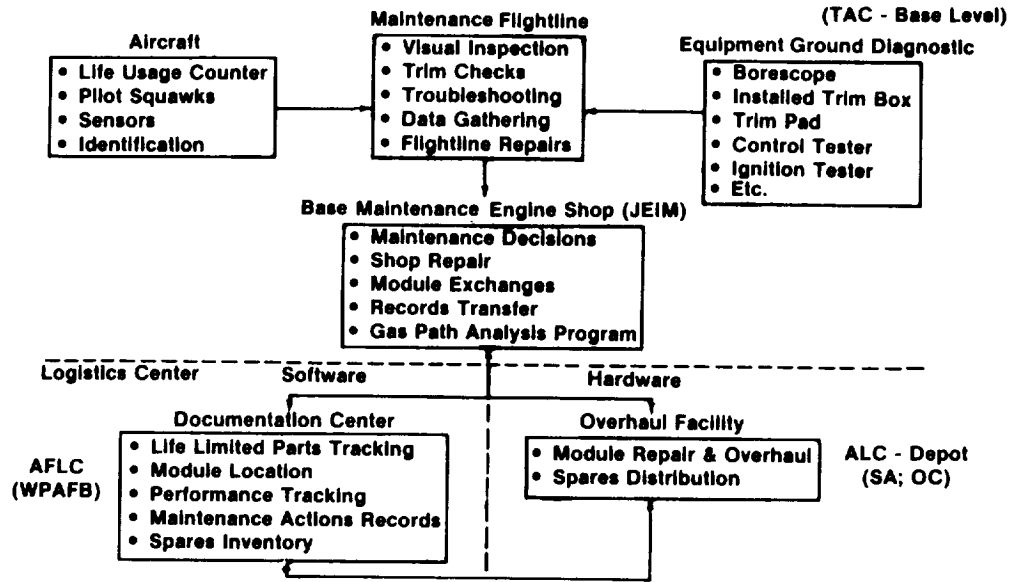 (TAC - Base Level)
Aircraft
• Life Usage Counter
• Pilot Squawks
• Sensors
• Identification
Maintenance Flightline
• Visual Inspection
• Trim Checks
• Troubleshooting
• Data Gathering
• Flightline Repairs
Equipment Ground Diagnostic
• Borescope
• Installed Trim Box
• Trim Pad
• Control Tester
• Ignition Tester
• Etc.
Base Maintenance Engine Shop (JEIM)
• Maintenance Decisions
• Shop Repair
• Module Exchanges
• Records Transfer
• Gas Path Analysis Program
Logistics Center
Software
Hardware
Documentation Center
• Life Limited Parts Tracking
• Module Location
• Performance Tracking
• Maintenance Actions Records
• Spares Inventory
AFLC
(WPAFB)
Overhaul Facility
• Module Repair & Overhaul
• Spares Distribution
ALC - Depot
(SA; OC)